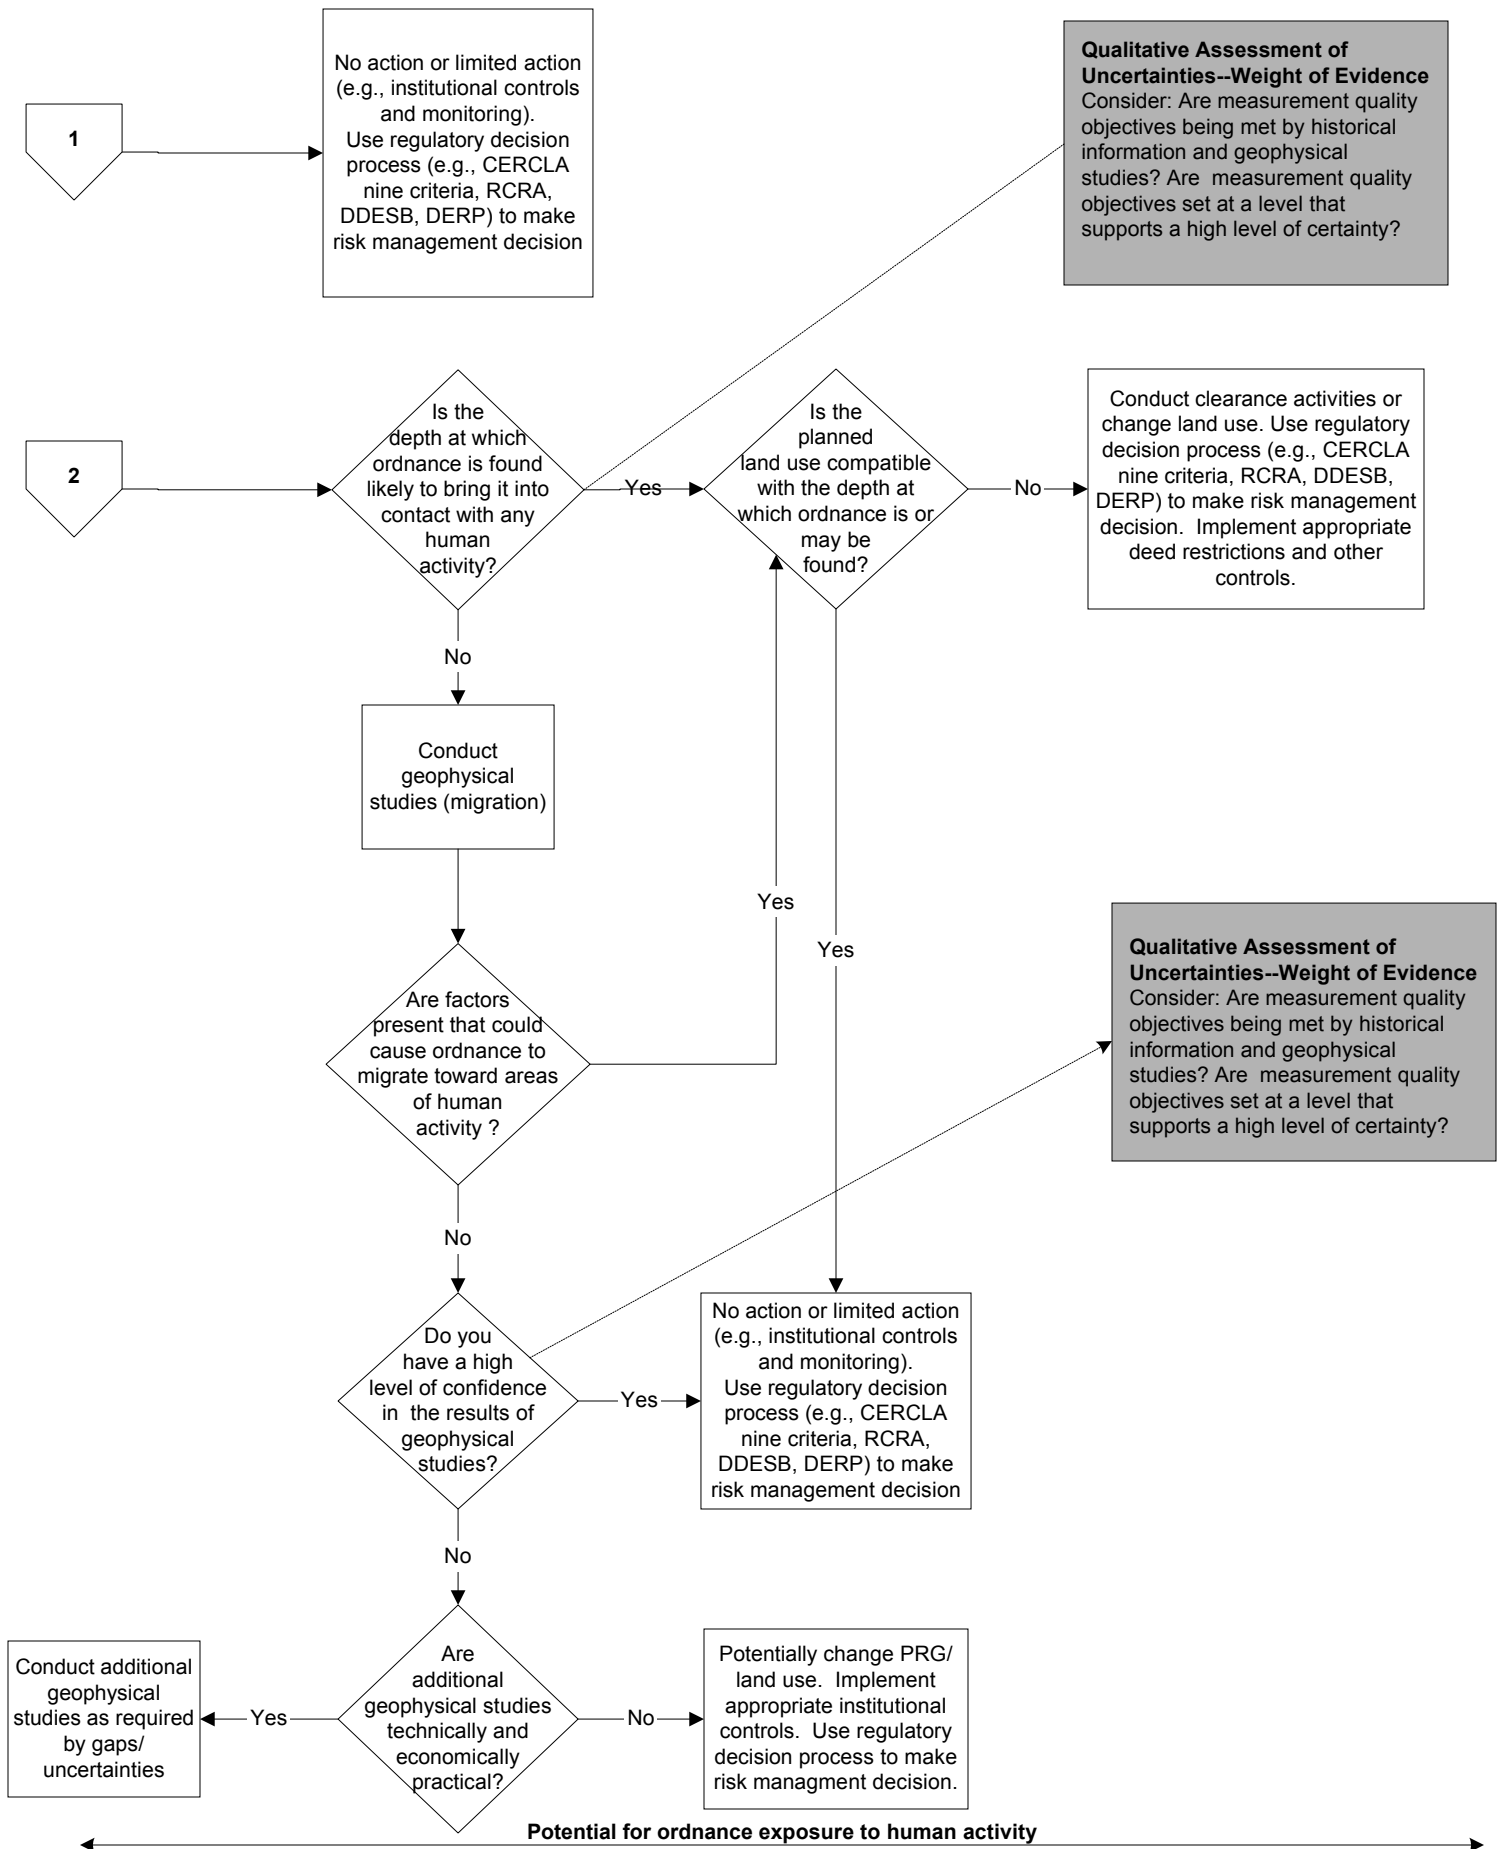 1
No action or limited action
(e.g., institutional controls
and monitoring).
Use regulatory decision
process (e.g., CERCLA
nine criteria, RCRA,
DDESB, DERP) to make
risk management decision
Qualitative Assessment of
Uncertainties--Weight of Evidence
Consider: Are measurement quality
objectives being met by historical
information and geophysical
studies? Are  measurement quality
objectives set at a level that
supports a high level of certainty?
2
Is the
depth at which
ordnance is found
likely to bring it into
contact with any
human
activity?
Yes
Is the
planned
land use compatible
with the depth at
which ordnance is or
may be
found?
No
Conduct clearance activities or
change land use. Use regulatory
decision process (e.g., CERCLA
nine criteria, RCRA, DDESB,
DERP) to make risk management
decision.  Implement appropriate
deed restrictions and other
controls.
No
Conduct
geophysical
studies (migration)
Yes
Yes
Are factors
present that could
cause ordnance to
migrate toward areas
of human
activity ?
Qualitative Assessment of
Uncertainties--Weight of Evidence
Consider: Are measurement quality
objectives being met by historical
information and geophysical
studies? Are  measurement quality
objectives set at a level that
supports a high level of certainty?
No
Do you
have a high
level of confidence
in  the results of
geophysical
studies?
Yes
No action or limited action
(e.g., institutional controls
and monitoring).
Use regulatory decision
process (e.g., CERCLA
nine criteria, RCRA,
DDESB, DERP) to make
risk management decision
No
Conduct additional
geophysical
studies as required
by gaps/
uncertainties
Yes
Are
additional
geophysical studies
technically and
economically
practical?
No
Potentially change PRG/
land use.  Implement
appropriate institutional
controls.  Use regulatory
decision process to make
risk managment decision.
Potential for ordnance exposure to human activity